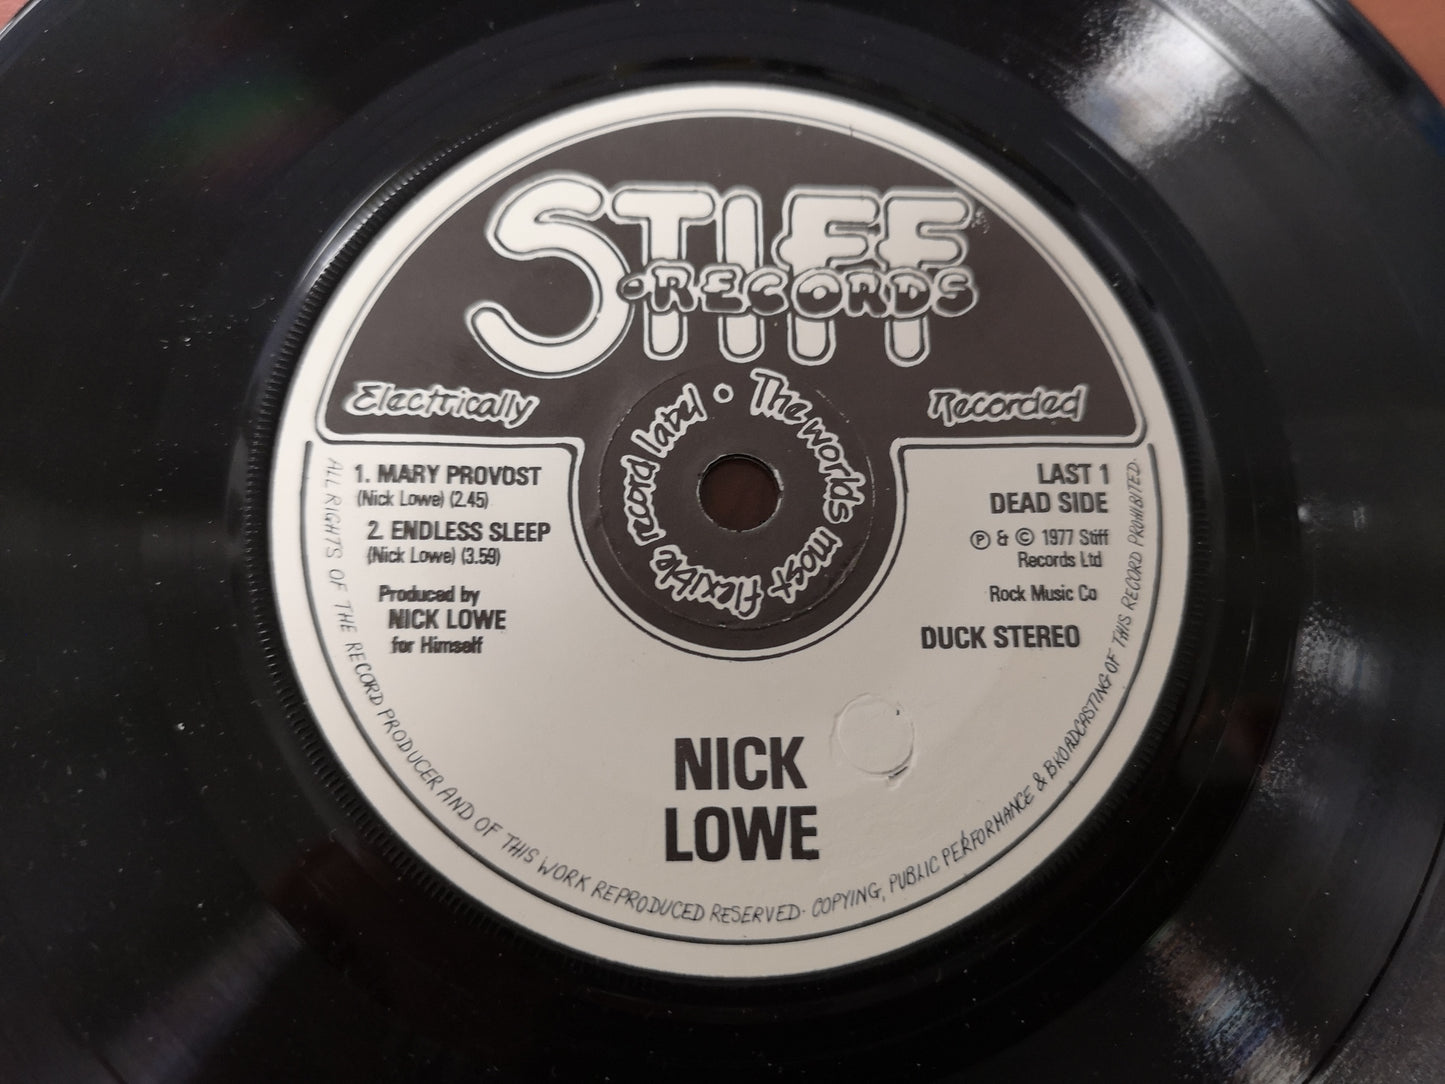 STIFF
•RECORDS
Electrically
Recorded
The worlds most flexible record label •
1. MARY PROVOST
(Nick Lowe) (2.45)
2. ENDLESS SLEEP
(Nick Lowe) (3.59)
Produced by
NICK LOWE
for Himself
LAST 1
DEAD SIDE
Ⓟ & © 1977 Stiff
Records Ltd
Rock Music Co
DUCK STEREO
NICK
LOWE
ALL RIGHTS OF THE RECORD PRODUCER AND OF THIS WORK REPRODUCED RESERVED· COPYING, PUBLIC PERFORMANCE & BROADCASTING OF THIS RECORD PROHIBITED·